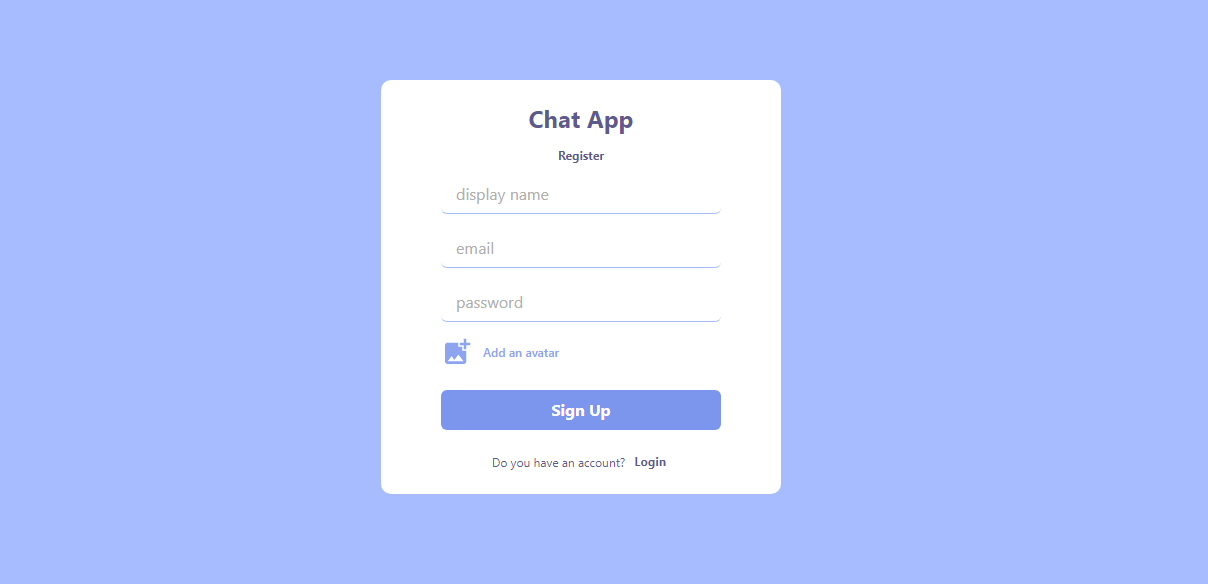 Chat App
Register
display name
email
password
Add an avatar
Sign Up
Do you have an account? Login